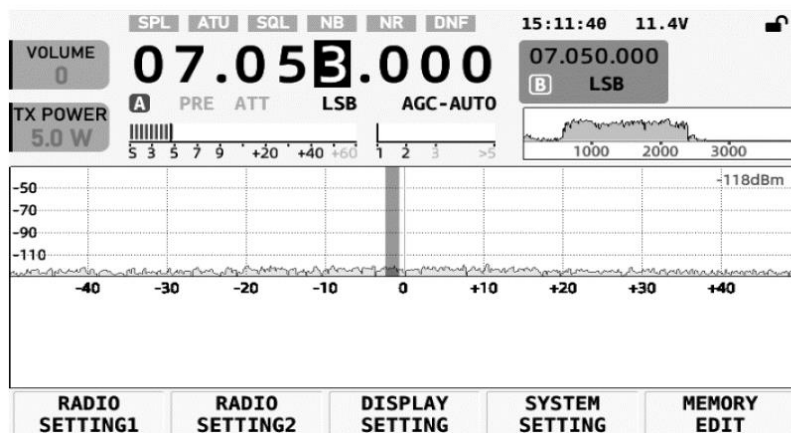 SPL ATU SQL NB NR DNF 15:11:40 11.4V
VOLUME
0
07.053.000
07.050.000
B LSB
A PRE ATT LSB AGC-AUTO
TX POWER
5.0 W
S 3 5 7 9 +20 +40 +60 1 2 3 >5
1000 2000 3000
-118dBm
-50
-70
-90
-110
-40 -30 -20 -10 0 +10 +20 +30 +40
RADIO SETTING1
RADIO SETTING2
DISPLAY SETTING
SYSTEM SETTING
MEMORY EDIT